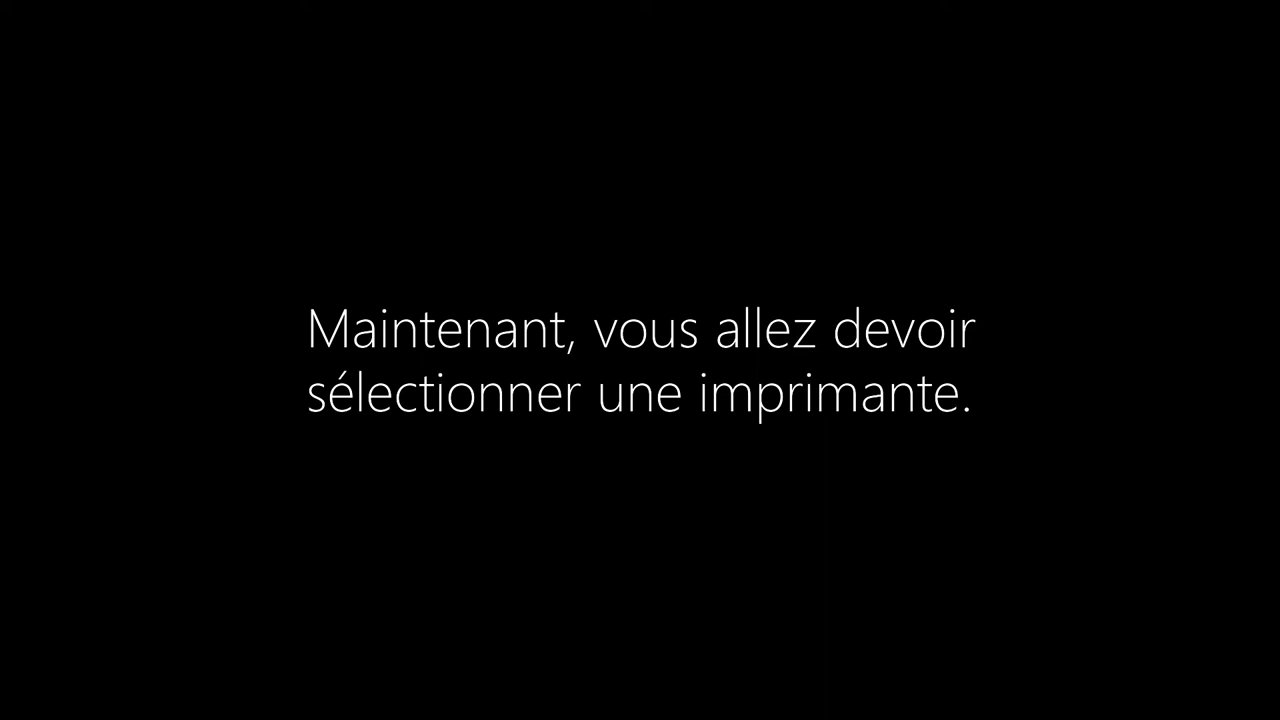 Maintenant, vous allez devoir
sélectionner une imprimante.